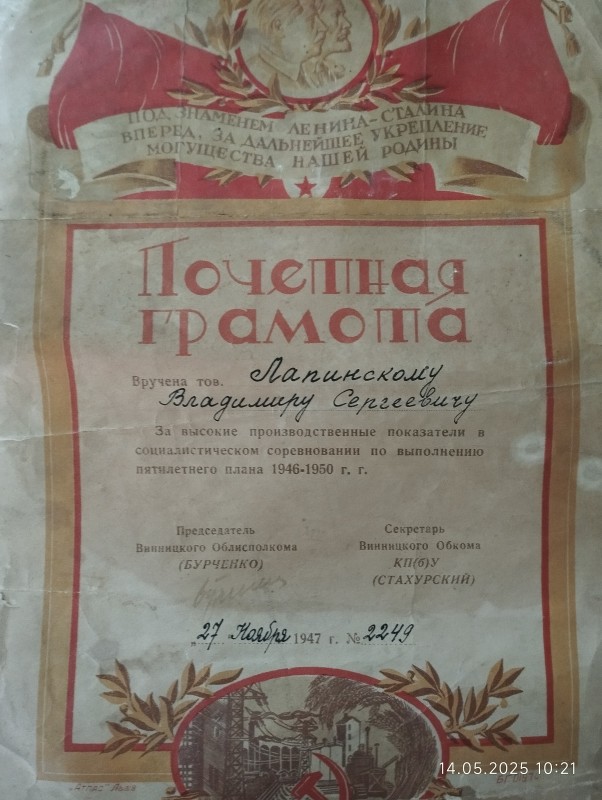 ПОД ЗНАМЕНЕМ ЛЕНИНА-СТАЛИНА
ВПЕРЕД, ЗА ДАЛЬНЕЙШЕЕ УКРЕПЛЕНИЕ
МОГУЩЕСТВА НАШЕЙ РОДИНЫ
Почетная
грамота
Вручена тов. Лапинскому
Владимиру Сергеевичу
За высокие производственные показатели в
социалистическом соревновании по выполнению
пятилетнего плана 1946-1950 г. г.
Председатель
Винницкого Облисполкома
(БУРЧЕНКО)
Секретарь
Винницкого Обкома
КП(б)У
(СТАХУРСКИЙ)
„27 Ноября 1947 г. № 2249
14.05.2025 10:21